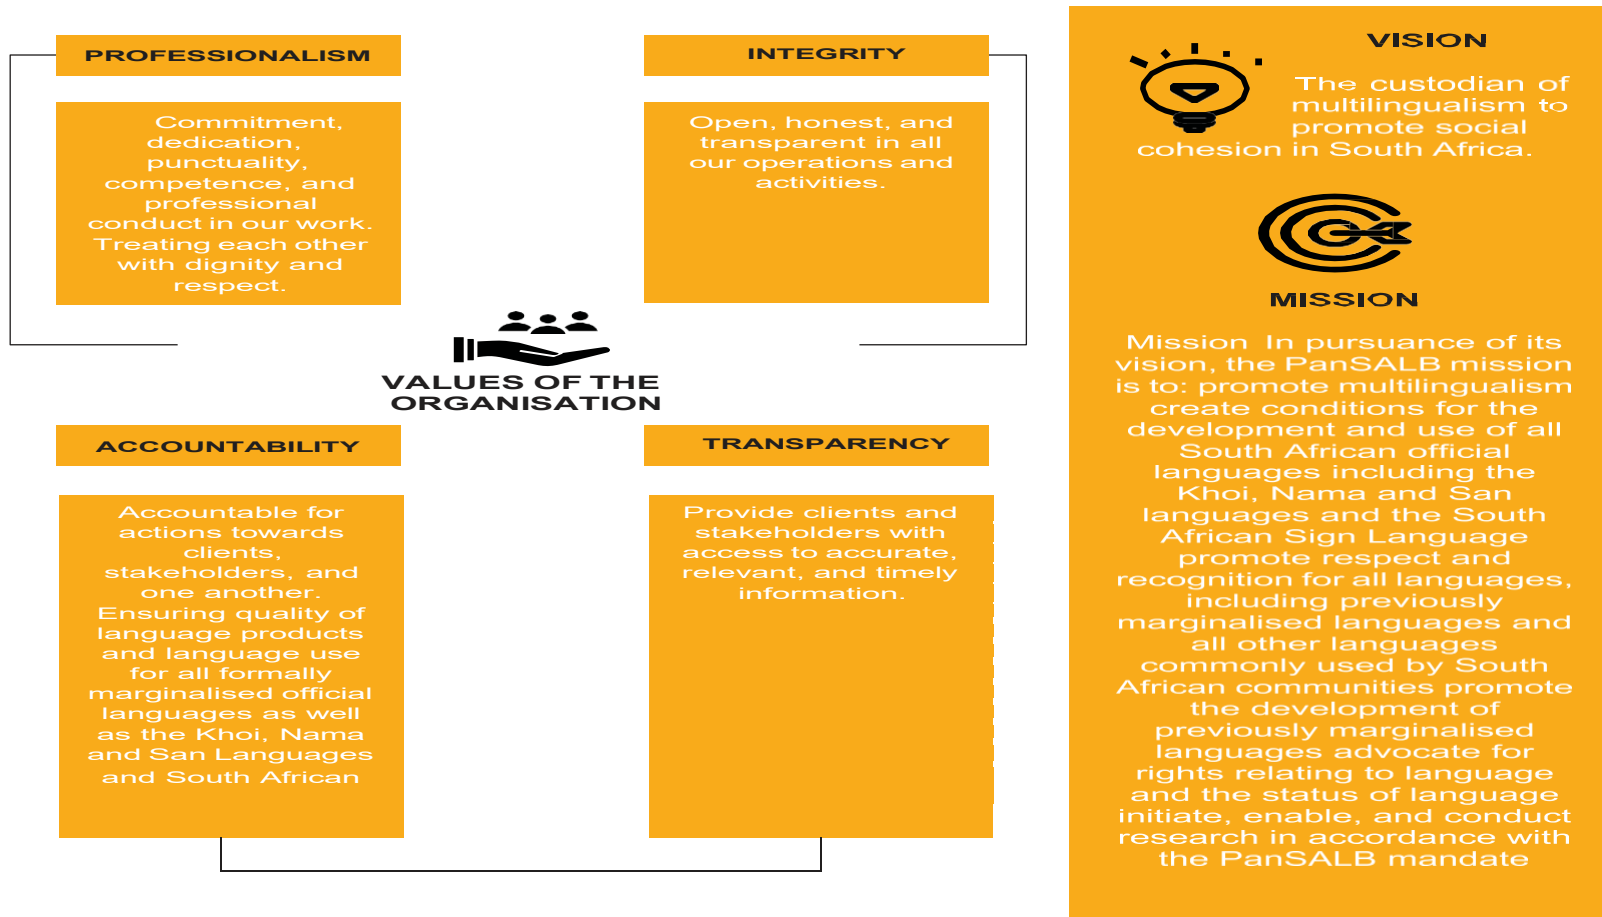 PROFESSIONALISM
Commitment,
dedication,
punctuality,
competence, and
professional
conduct in our work.
Treating each other
with dignity and
respect.
INTEGRITY
Open, honest, and
transparent in all
our operations and
activities.
VALUES OF THE
ORGANISATION
ACCOUNTABILITY
Accountable for
actions towards
clients,
stakeholders, and
one another.
Ensuring quality of
language products
and language use
for all formally
marginalised official
languages as well
as the Khoi, Nama
and San Languages
and South African
TRANSPARENCY
Provide clients and
stakeholders with
access to accurate,
relevant, and timely
information.
VISION
The custodian of
multilingualism to
promote social
cohesion in South Africa.
MISSION
Mission In pursuance of its
vision, the PanSALB mission
is to: promote multilingualism
create conditions for the
development and use of all
South African official
languages including the
Khoi, Nama and San
languages and the South
African Sign Language
promote respect and
recognition for all languages,
including previously
marginalised languages and
all other languages
commonly used by South
African communities promote
the development of
previously marginalised
languages advocate for
rights relating to language
and the status of language
initiate, enable, and conduct
research in accordance with
the PanSALB mandate